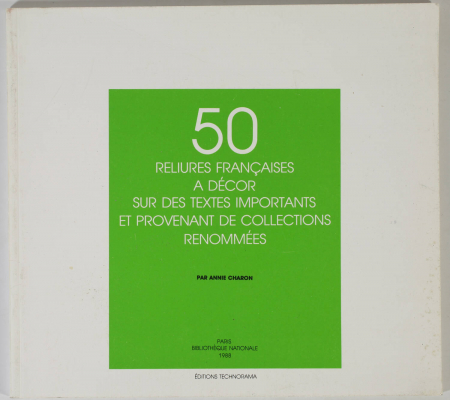 50
RELIURES FRANÇAISES
A DÉCOR
SUR DES TEXTES IMPORTANTS
ET PROVENANT DE COLLECTIONS
RENOMMÉES
PAR ANNIE CHARON
PARIS
BIBLIOTHÈQUE NATIONALE
1988
ÉDITIONS TECHNORAMA